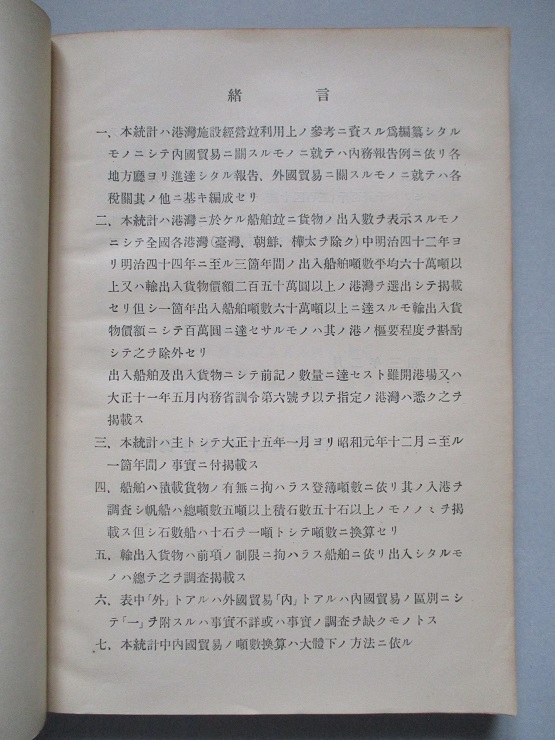 緒言
一、本統計ハ港灣施設經營竝利用上ノ參考ニ資スル爲編纂シタル
モノニシテ內國貿易ニ關スルモノニ就テハ內務報告例ニ依リ各
地方廳ヨリ進達シタル報告、外國貿易ニ關スルモノニ就テハ各
稅關其ノ他ニ基キ編成セリ
二、本統計ハ港灣ニ於ケル船舶竝ニ貨物ノ出入數ヲ表示スルモノ
ニシテ全國各港灣(臺灣、朝鮮、樺太ヲ除ク)中明治四十二年ヨ
リ明治四十四年ニ至ル三箇年間ノ出入船舶噸數平均六十萬噸以
上又ハ輸出入貨物價額二百五十萬圓以上ノ港灣ヲ選出シテ揭載
セリ但シ一箇年出入船舶噸數六十萬噸以上ニ達スルモ輸出入貨
物價額ニシテ百萬圓ニ達セサルモノハ其ノ港ノ樞要程度ヲ斟酌
シテ之ヲ除外セリ
出入船舶及出入貨物ニシテ前記ノ數量ニ達セスト雖開港場又ハ
大正十一年五月內務省訓令第六號ヲ以テ指定ノ港灣ハ悉ク之ヲ
揭載ス
三、本統計ハ主トシテ大正十五年一月ヨリ昭和元年十二月ニ至ル
一箇年間ノ事實ニ付揭載ス
四、船舶ハ積載貨物ノ有無ニ拘ハラス登簿噸數ニ依リ其ノ入港ヲ
調査シ帆船ハ總噸數五噸以上積石數五十石以上ノモノノミヲ揭
載ス但シ石數船ハ十石ヲ一噸トシテ噸數ニ換算セリ
五、輸出入貨物ハ前項ノ制限ニ拘ハラス船舶ニ依リ出入シタルモ
ノハ總テ之ヲ調查揭載ス
六、表中「外」トアルハ外國貿易「內」トアルハ內國貿易ノ區別ニシ
テ「一」ヲ附スルハ事實不詳或ハ事實ノ調査ヲ缺クモノトス
七、本統計中內國貿易ノ噸數換算ハ大體下ノ方法ニ依ル